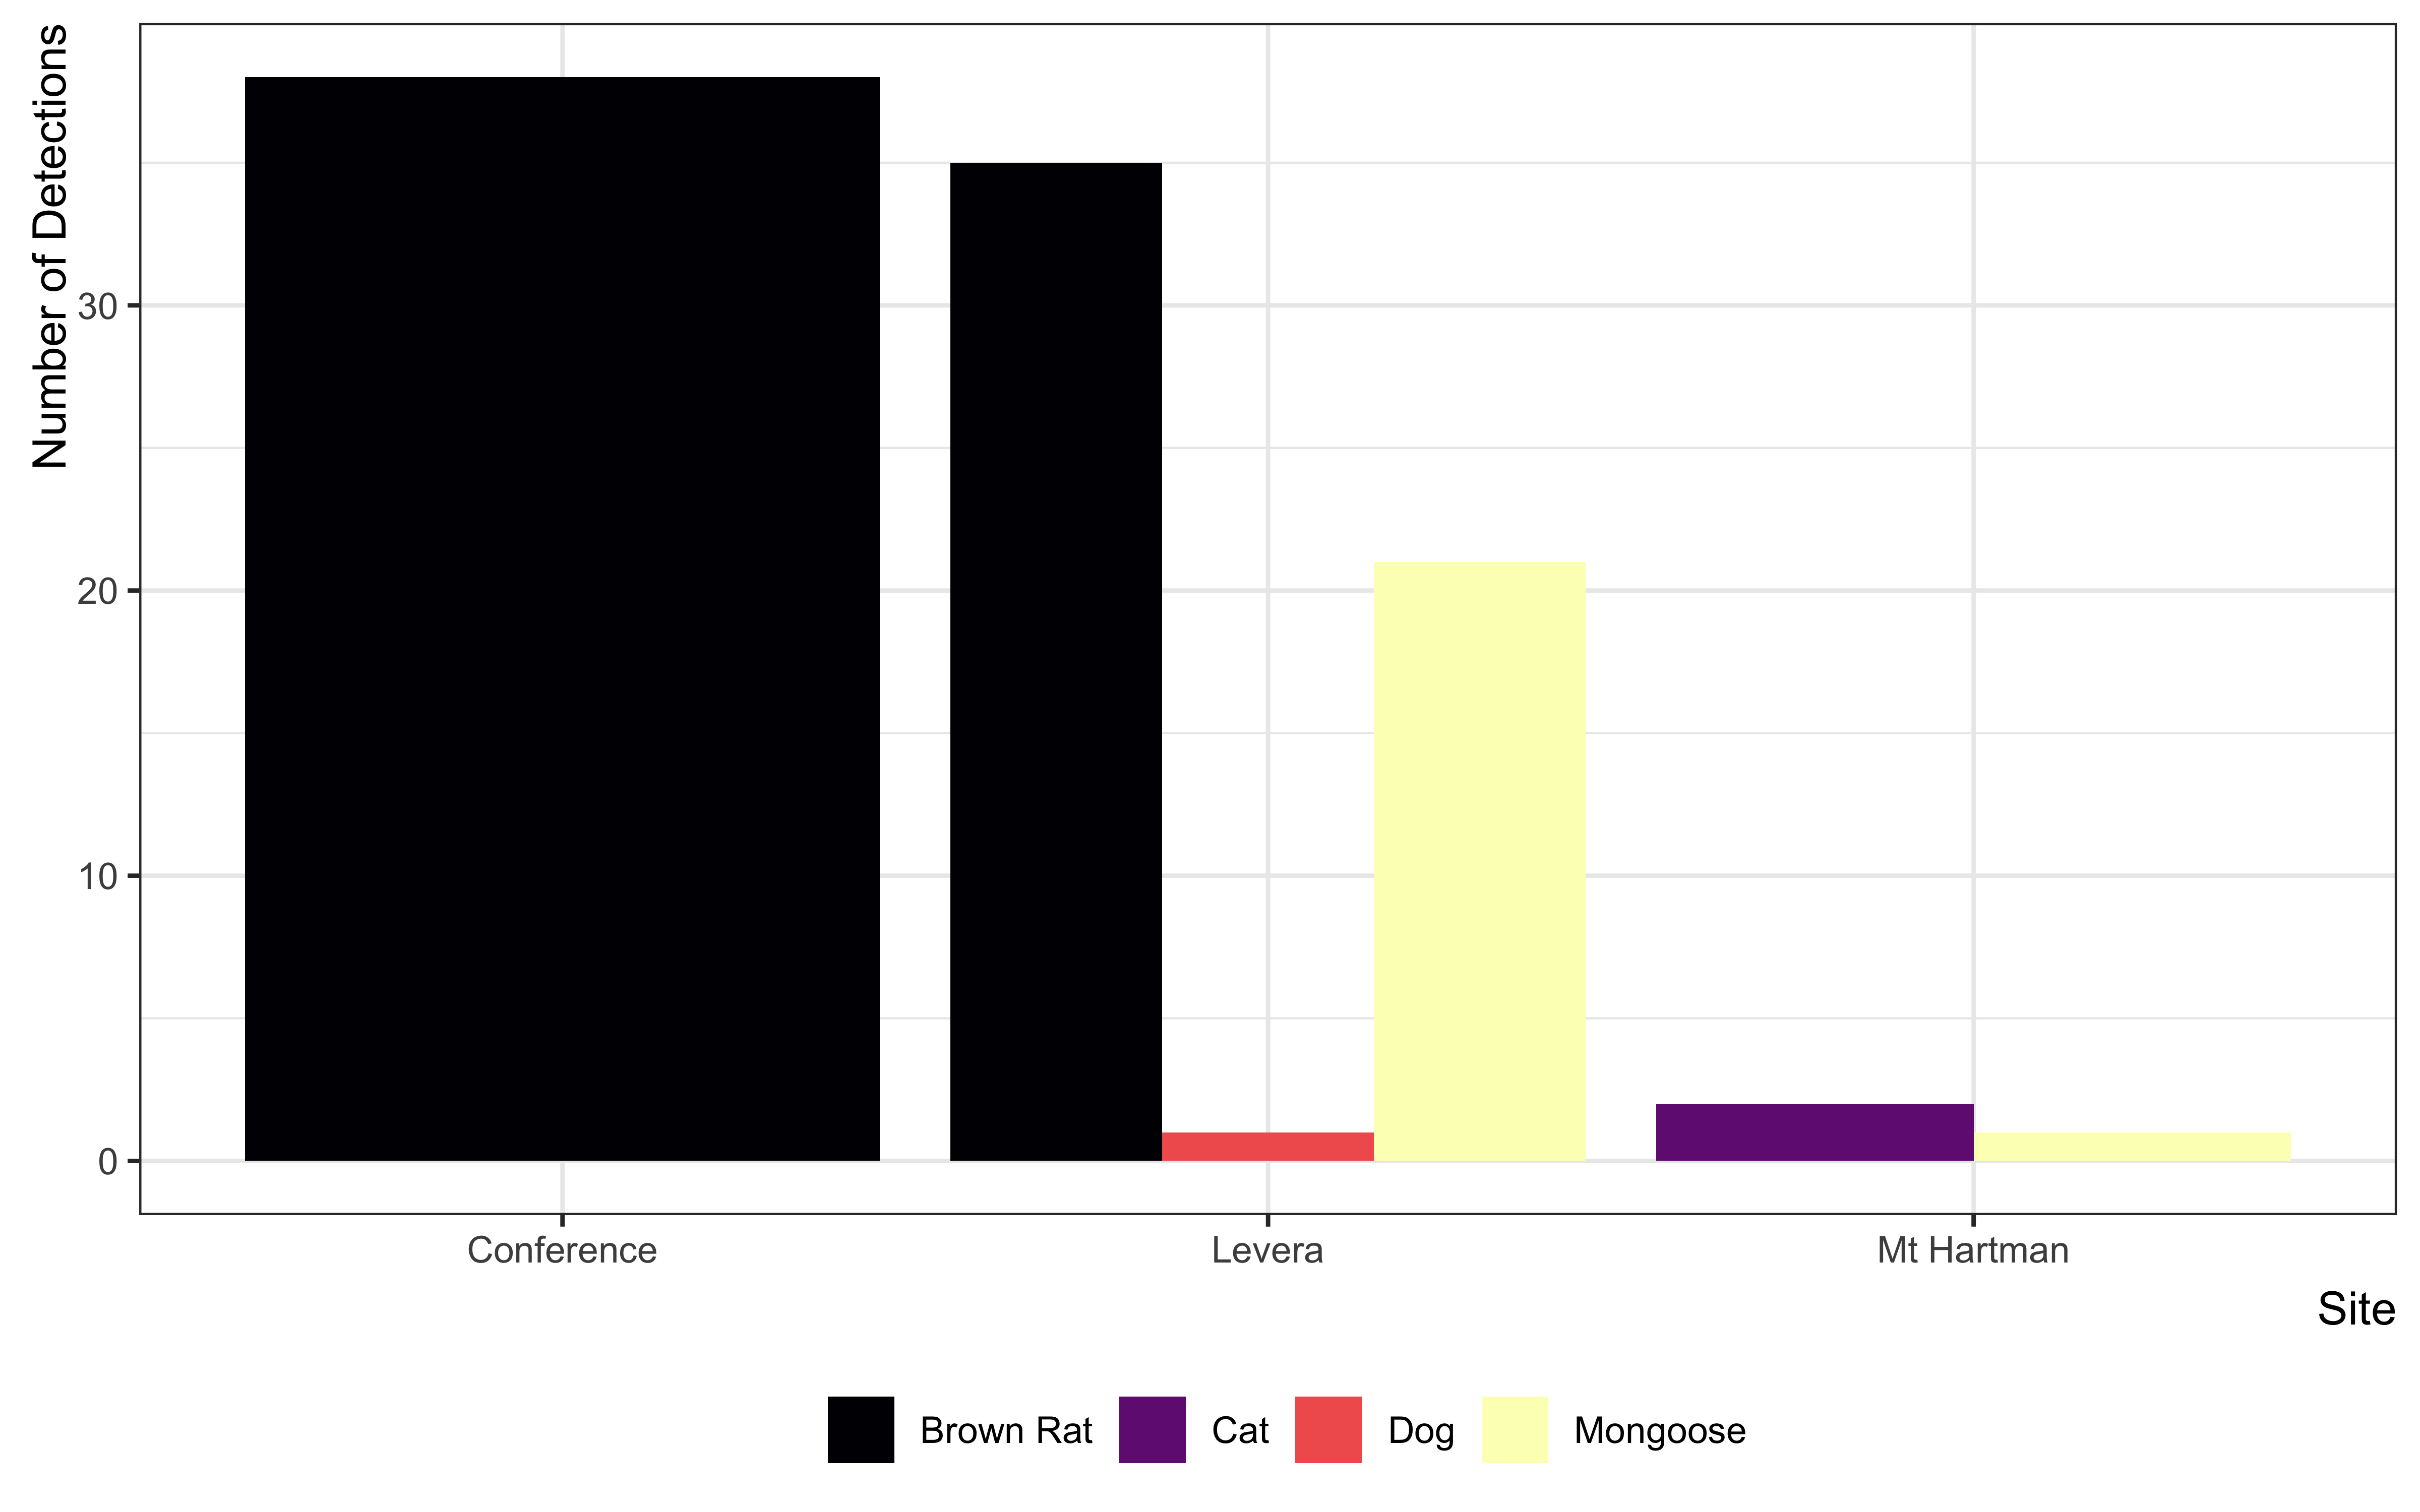 Number of Detections
30
20
10
0
Conference Levera Mt Hartman
Site
Brown Rat Cat Dog Mongoose